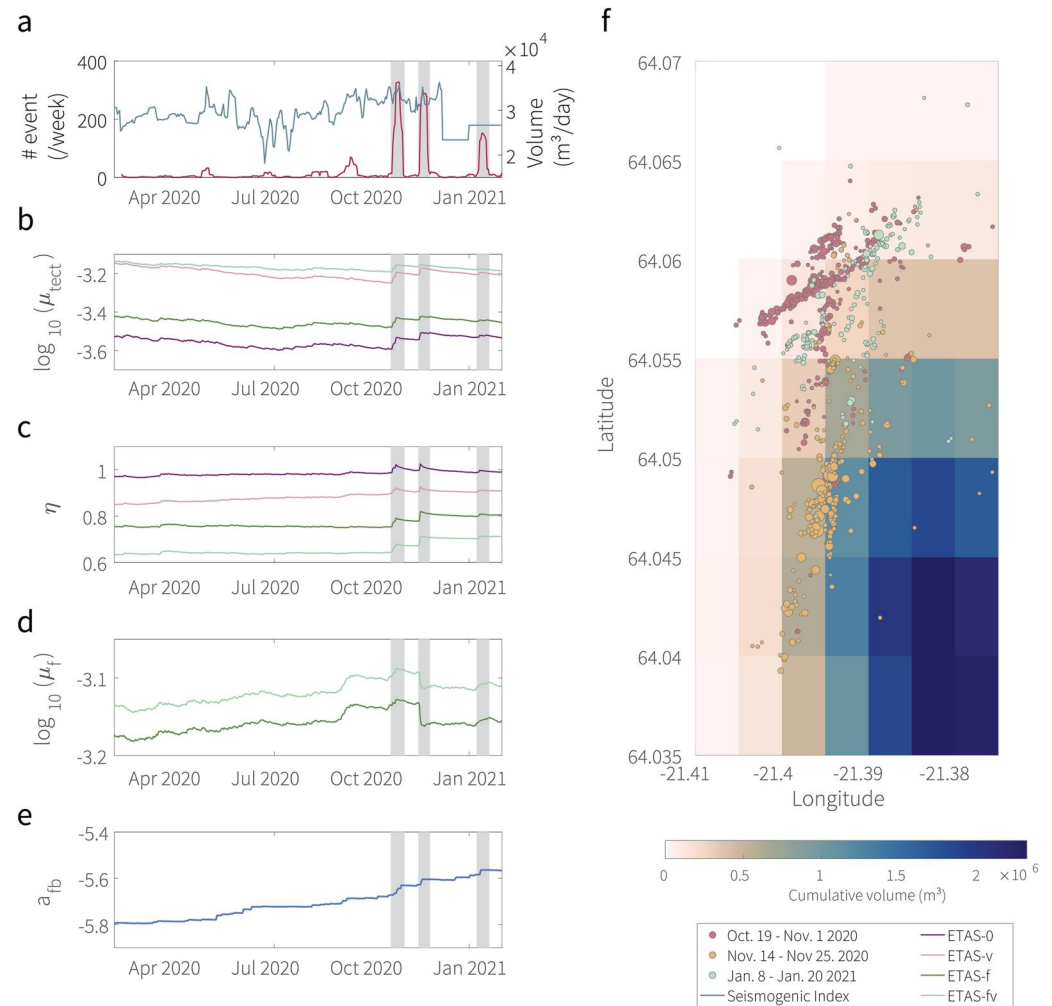 a
×10⁴
# event
(/week)
400
200
0
4
3
2
Volume
(m³/day)
Apr 2020
Jul 2020
Oct 2020
Jan 2021
b
log 10 (μtect)
-3.2
-3.4
-3.6
Apr 2020
Jul 2020
Oct 2020
Jan 2021
c
η
1
0.8
0.6
Apr 2020
Jul 2020
Oct 2020
Jan 2021
d
log 10 (μf)
-3.1
-3.2
Apr 2020
Jul 2020
Oct 2020
Jan 2021
e
afb
-5.4
-5.6
-5.8
Apr 2020
Jul 2020
Oct 2020
Jan 2021
f
Latitude
64.07
64.065
64.06
64.055
64.05
64.045
64.04
64.035
-21.41
-21.4
-21.39
-21.38
Longitude
0
0.5
1
1.5
2
×10⁶
Cumulative volume (m³)
Oct. 19 - Nov. 1 2020
Nov. 14 - Nov 25. 2020
Jan. 8 - Jan. 20 2021
Seismogenic Index
ETAS-0
ETAS-v
ETAS-f
ETAS-fv